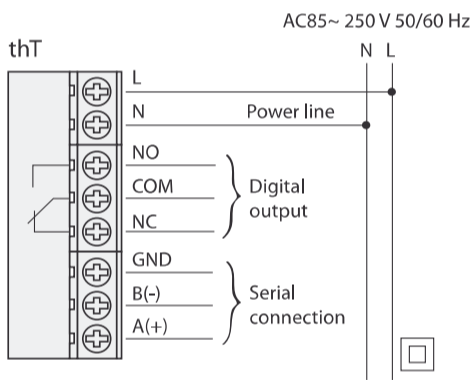 AC85~ 250 V 50/60 Hz
thT
N L
L
N
Power line
NO
COM
NC
Digital
output
GND
B(-)
A(+)
Serial
connection